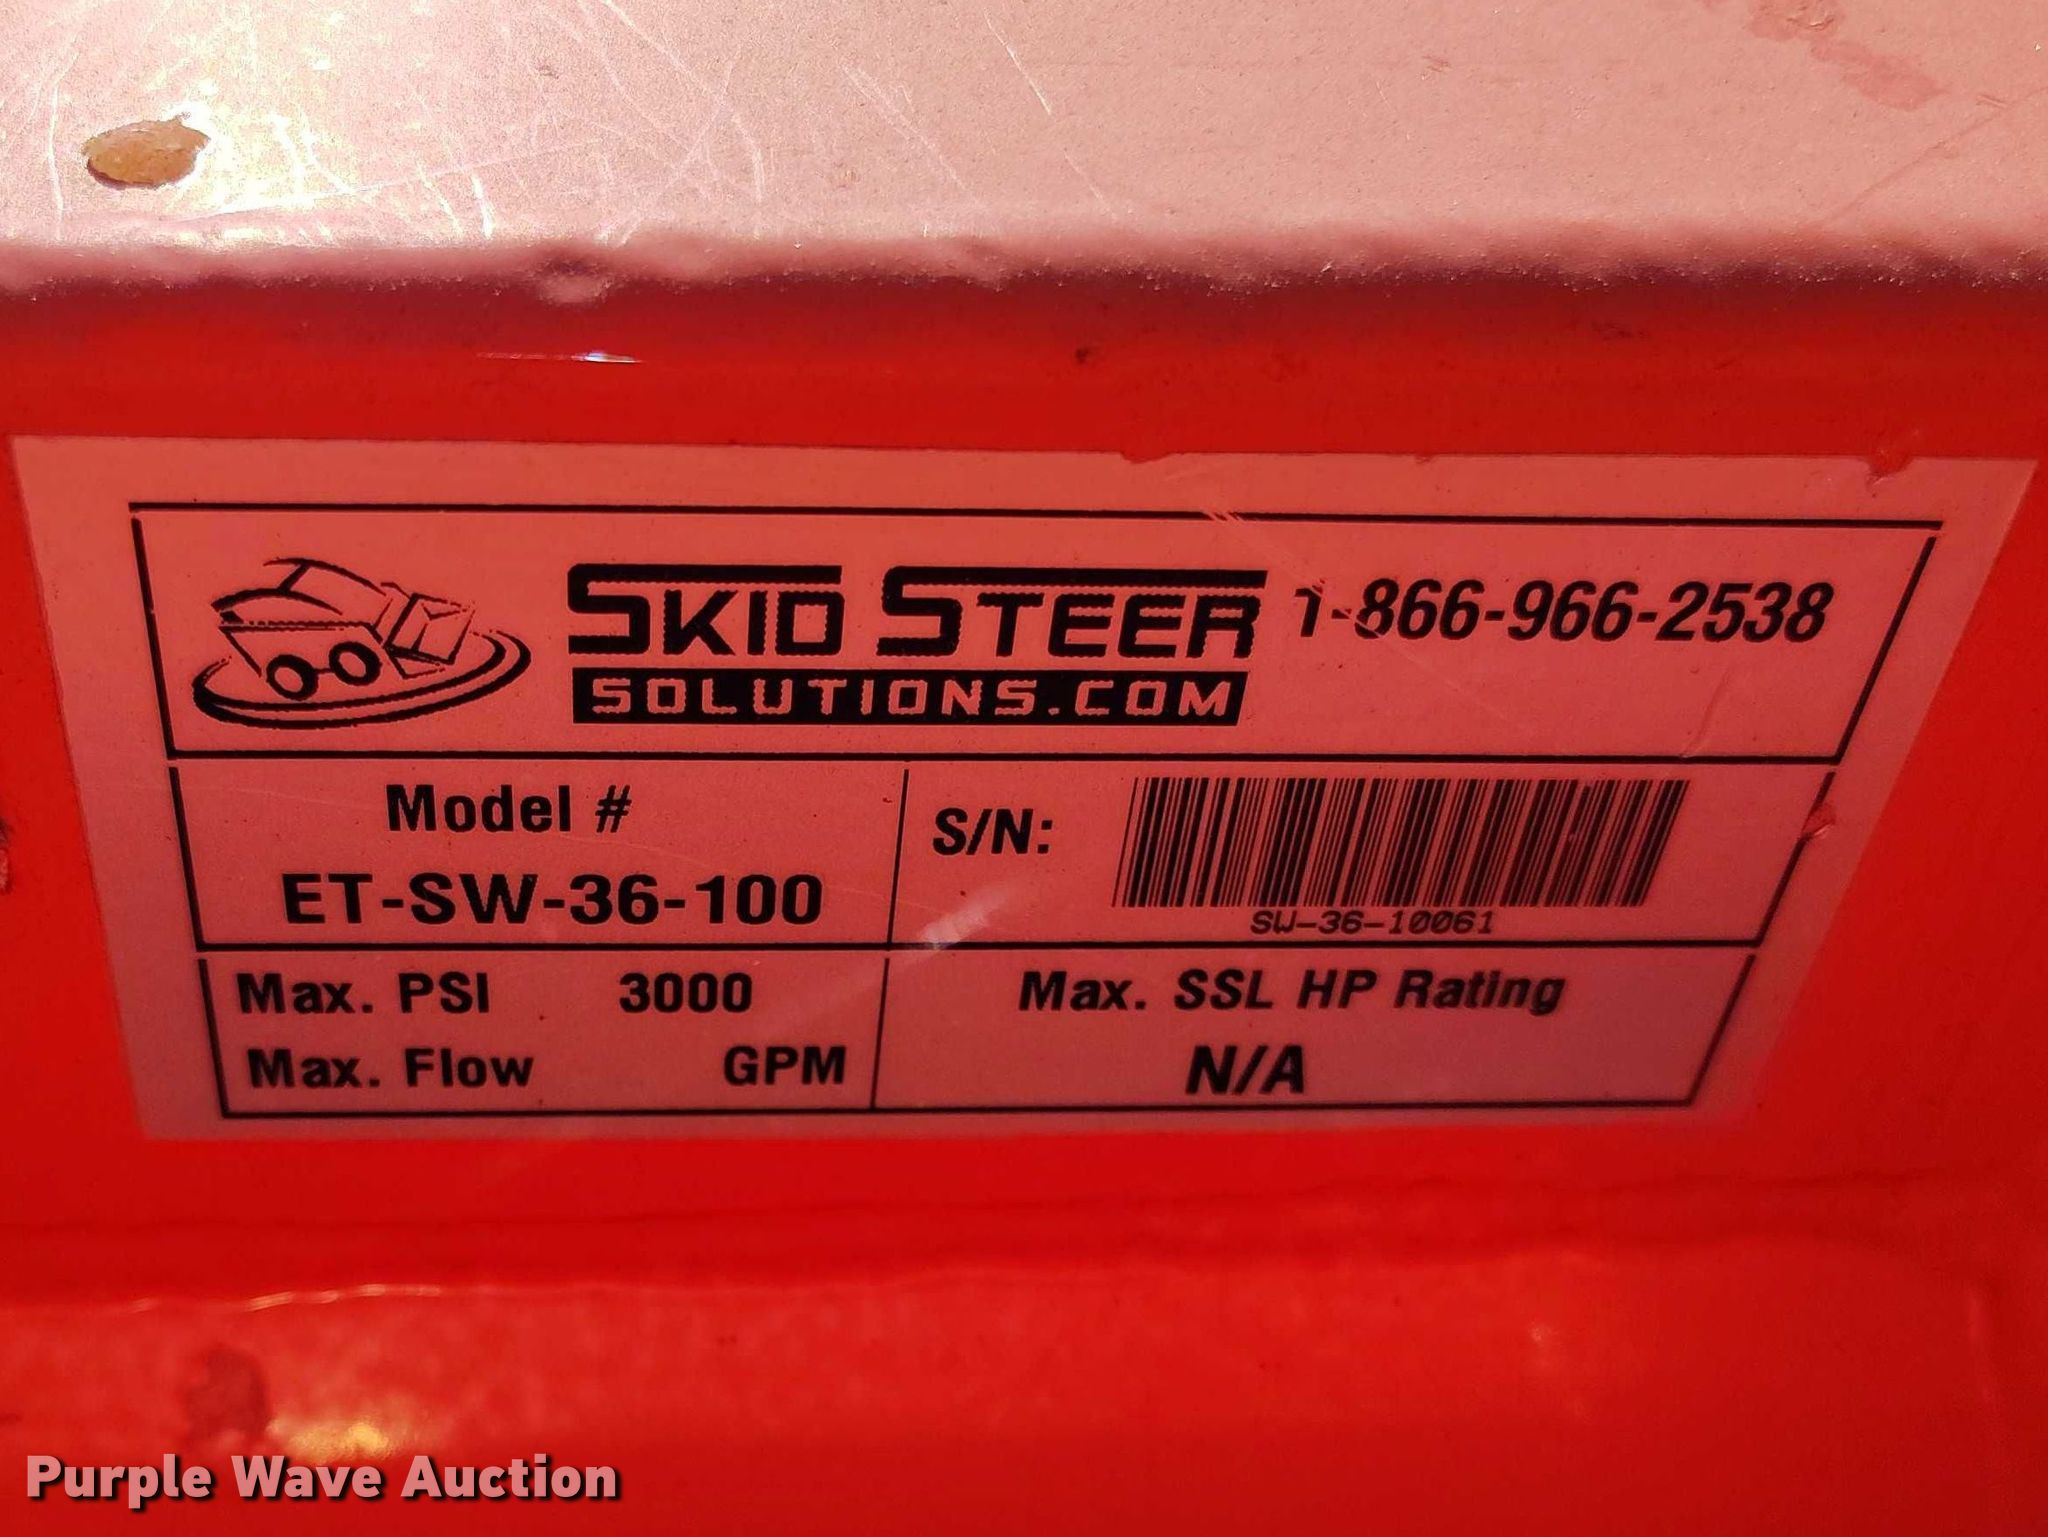 SKID STEER 1-866-966-2538
SOLUTIONS.COM
Model #
ET-SW-36-100
S/N:
SW-36-10061
Max. PSI 3000
Max. Flow GPM
Max. SSL HP Rating
N/A
Purple Wave Auction